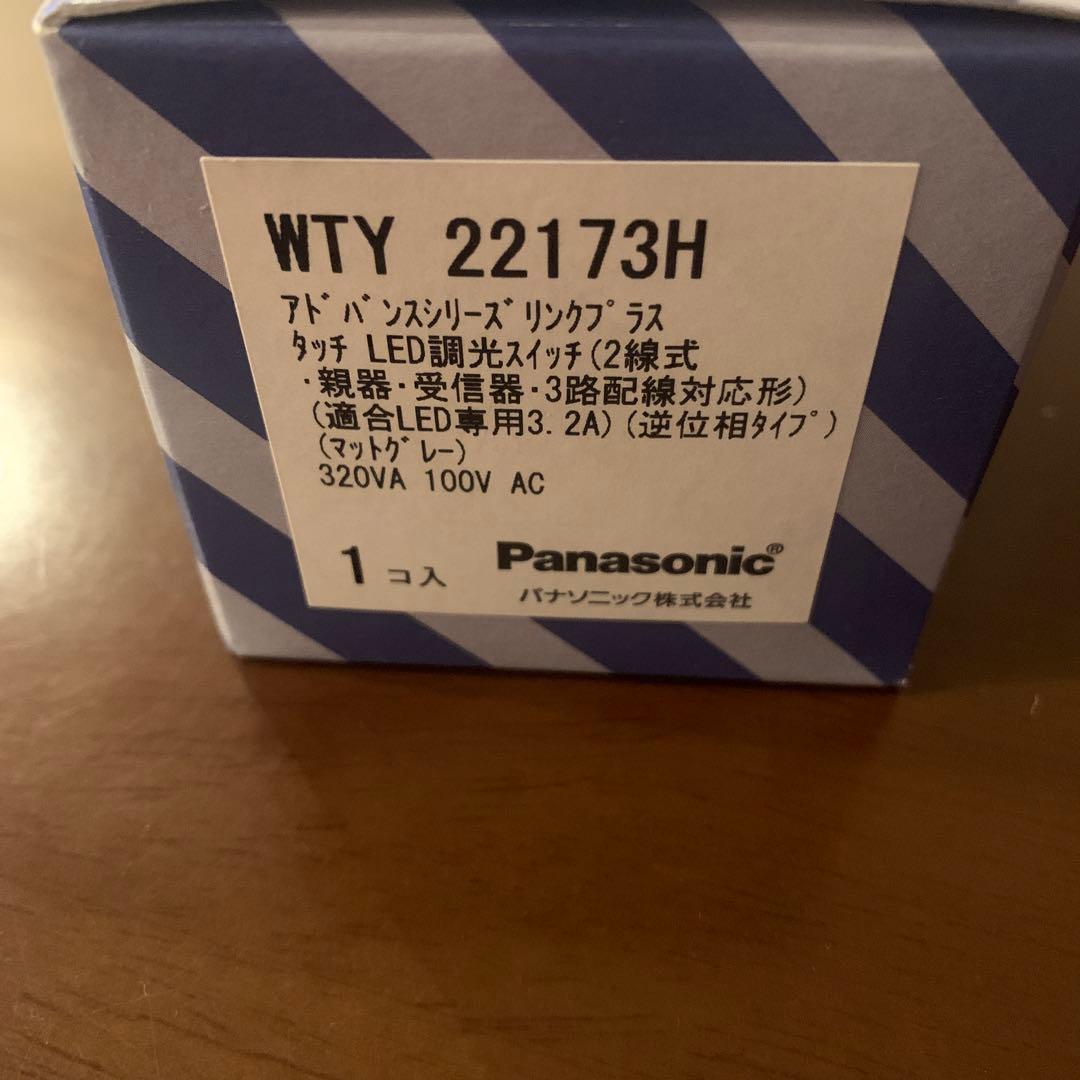 WTY 22173H
ｱﾄﾞﾊﾞﾝｽｼﾘｰｽﾞﾘﾝｸﾌﾟﾗｽ
ﾀｯﾁ LED調光ｽｲｯﾁ(2線式
・親器・受信器・3路配線対応形)
(適合LED専用3.2A)(逆位相ﾀｲﾌﾟ)
(ﾏｯﾄｸﾞﾚｰ)
320VA 100V AC
1 コ入
Panasonic®
パナソニック株式会社